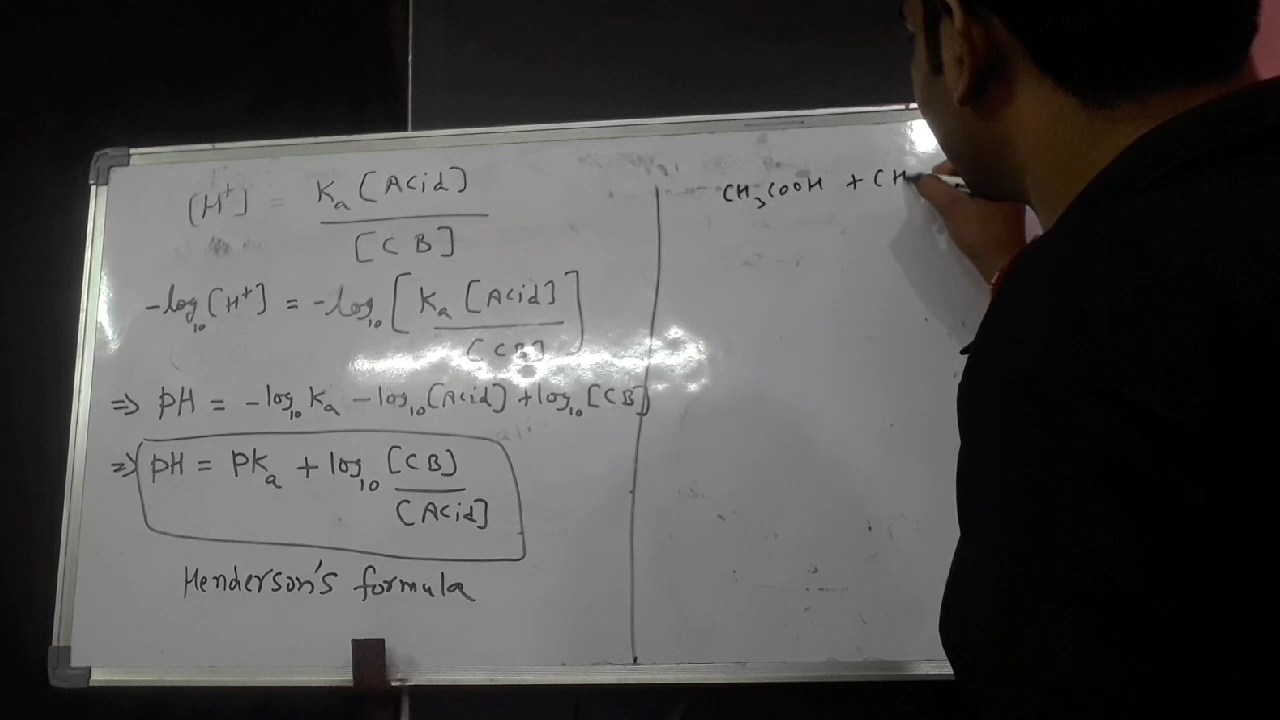 [H⁺] = Kₐ [Acid] / [CB]
-log₁₀ [H⁺] = -log₁₀ [Kₐ [Acid] / [CB]]
⇒ pH = -log₁₀ Kₐ - log₁₀ [Acid] + log₁₀ [CB]
⇒ pH = PKₐ + log₁₀ [CB] / [Acid]
Henderson's formula
CH₃COOH + CH